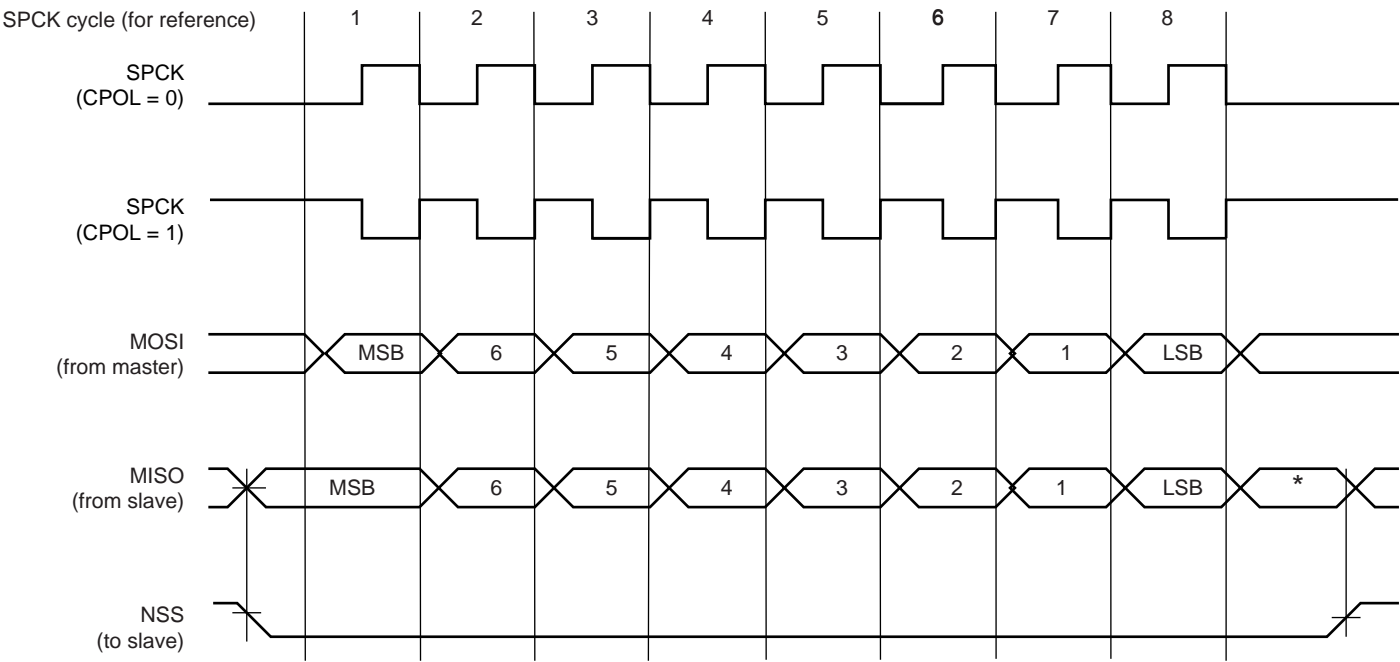 SPCK cycle (for reference) 1 2 3 4 5 6 7 8
SPCK
(CPOL = 0)
SPCK
(CPOL = 1)
MOSI
(from master)
MSB 6 5 4 3 2 1 LSB
MISO
(from slave)
MSB 6 5 4 3 2 1 LSB *
NSS
(to slave)